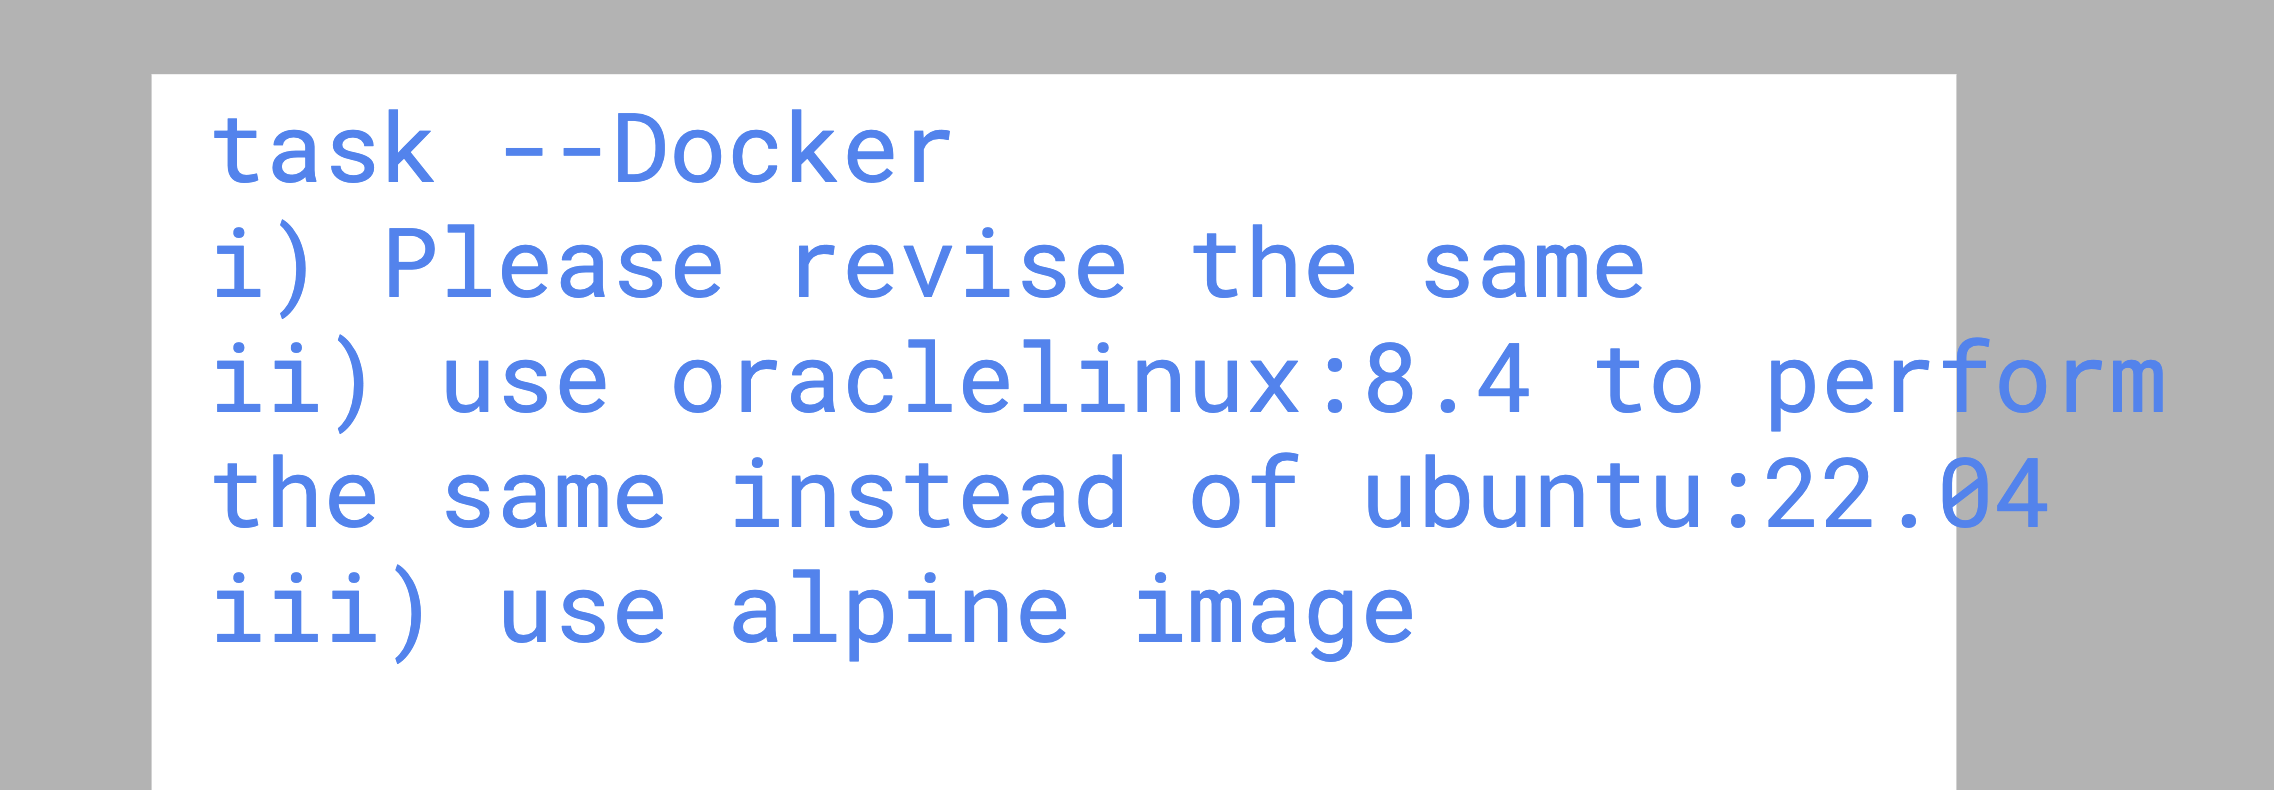 task --Docker
i) Please revise the same
ii) use oraclelinux:8.4 to perform
the same instead of ubuntu:22.04
iii) use alpine image